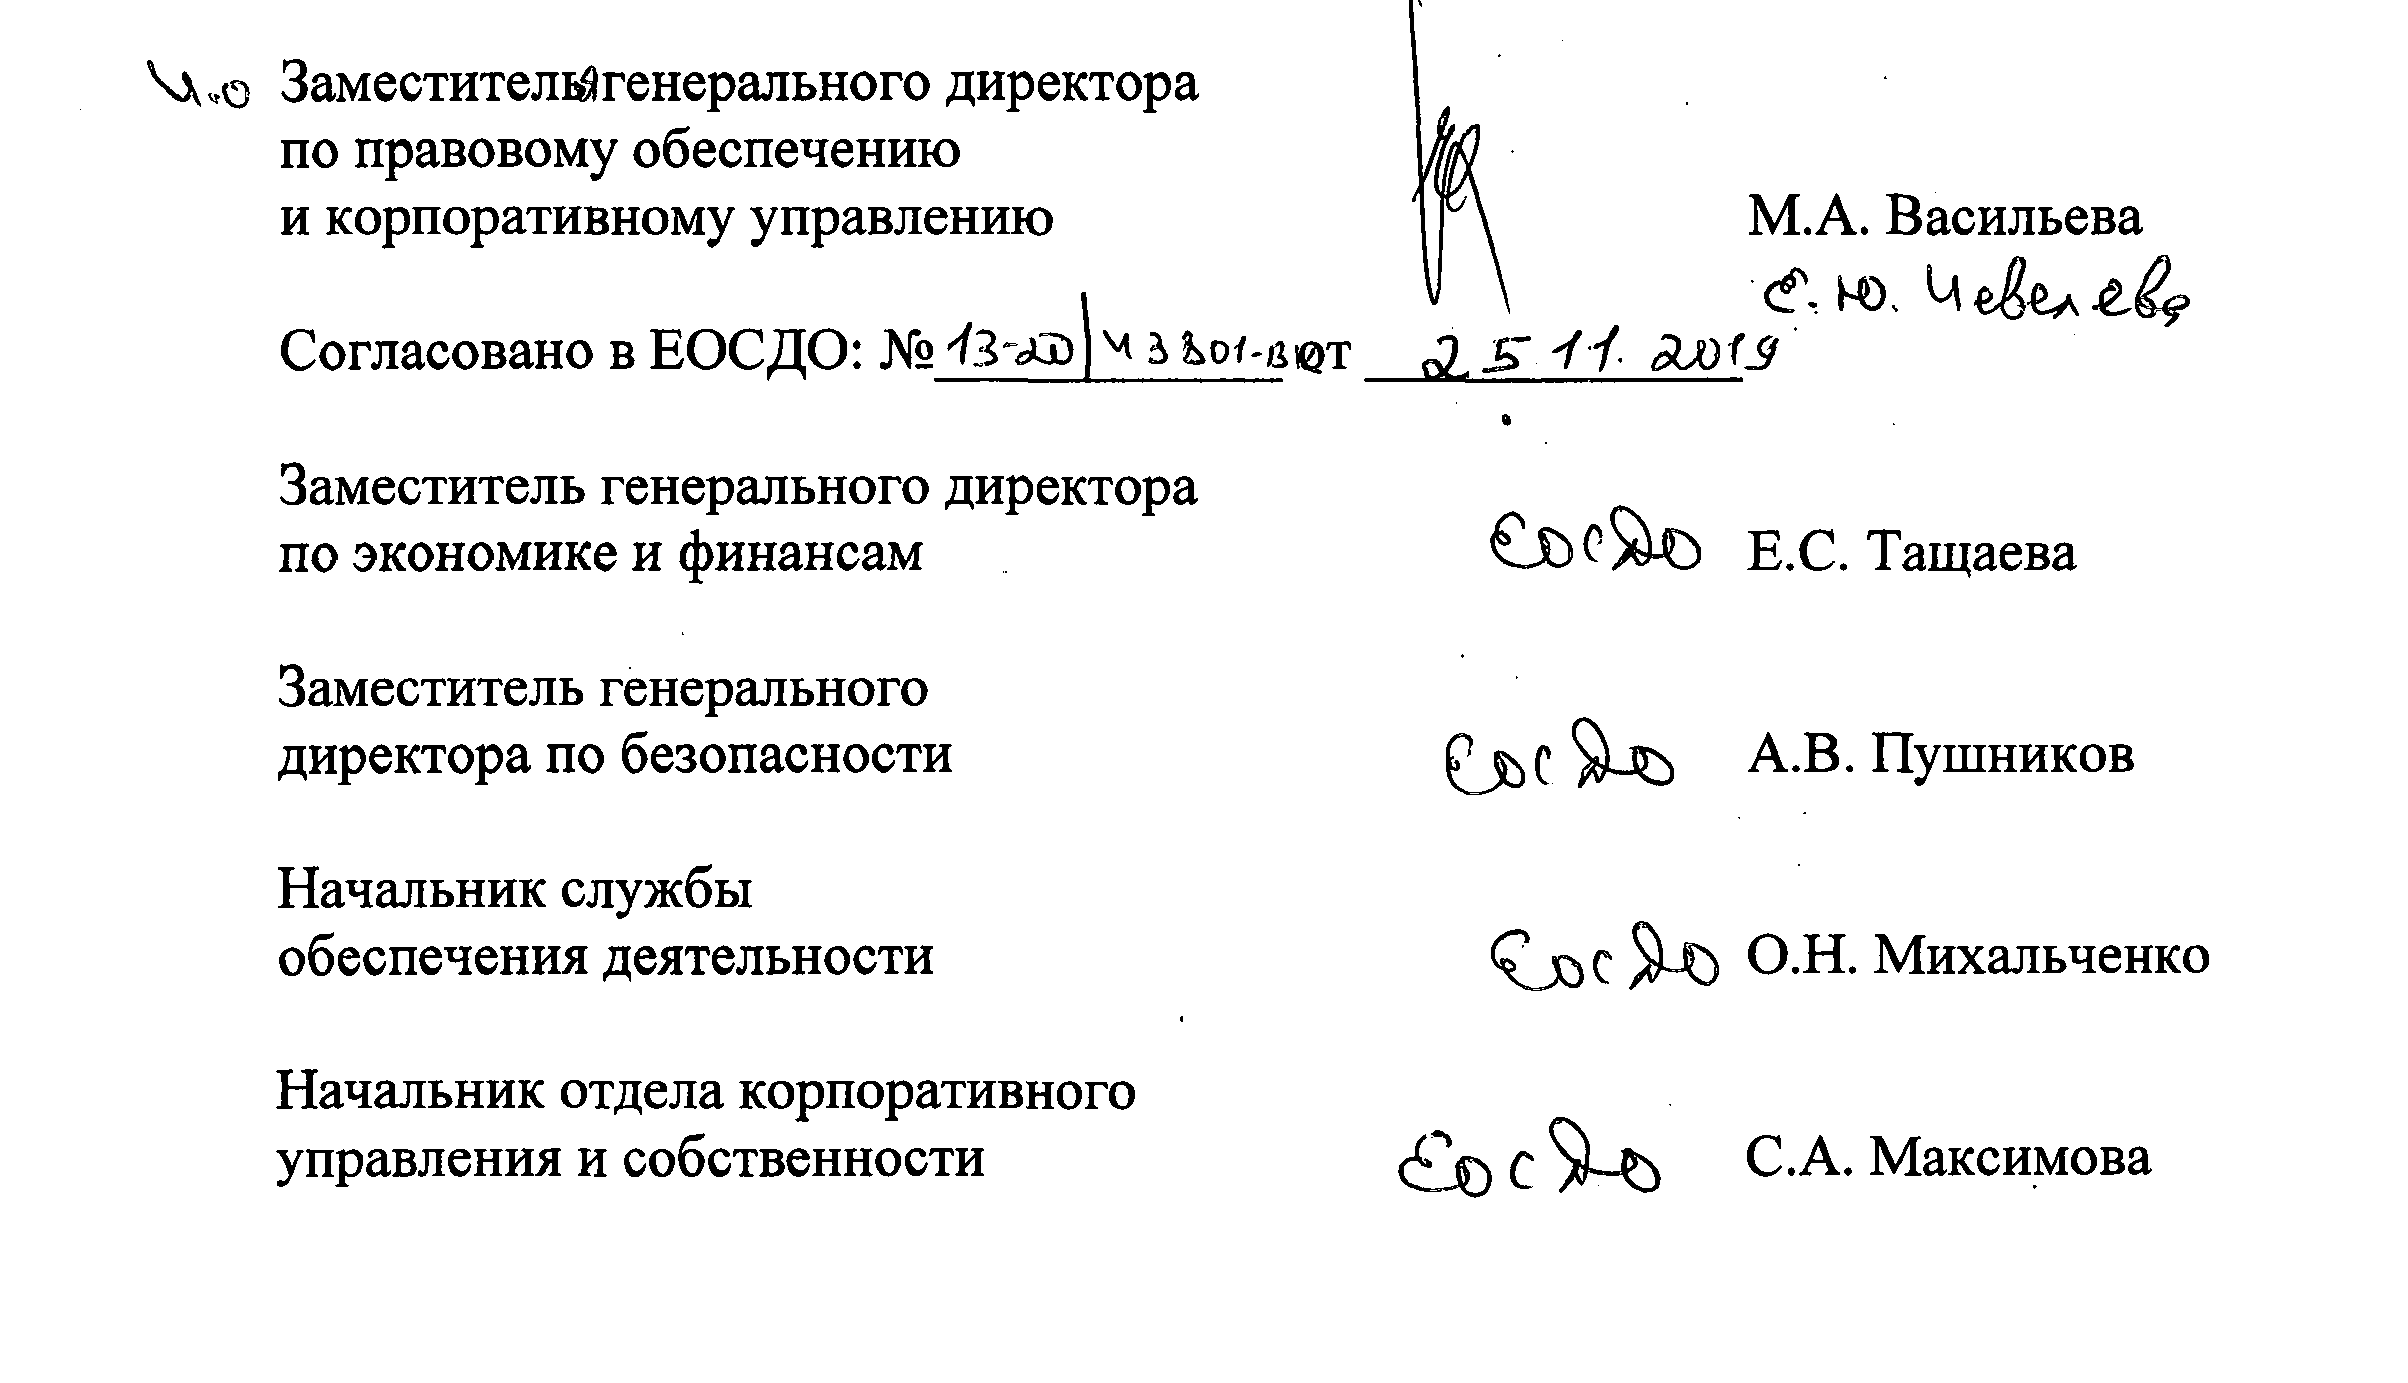 И.о Заместителя генерального директора
по правовому обеспечению
и корпоративному управлению М.А. Васильева
Е.Ю. Чевелева
Согласовано в ЕОСДО: № 13-20/43801-ВК от 25 11. 2019
Заместитель генерального директора
по экономике и финансам ЕОСДО Е.С. Тащаева
Заместитель генерального
директора по безопасности ЕОСДО А.В. Пушников
Начальник службы
обеспечения деятельности ЕОСДО О.Н. Михальченко
Начальник отдела корпоративного
управления и собственности ЕОСДО С.А. Максимова